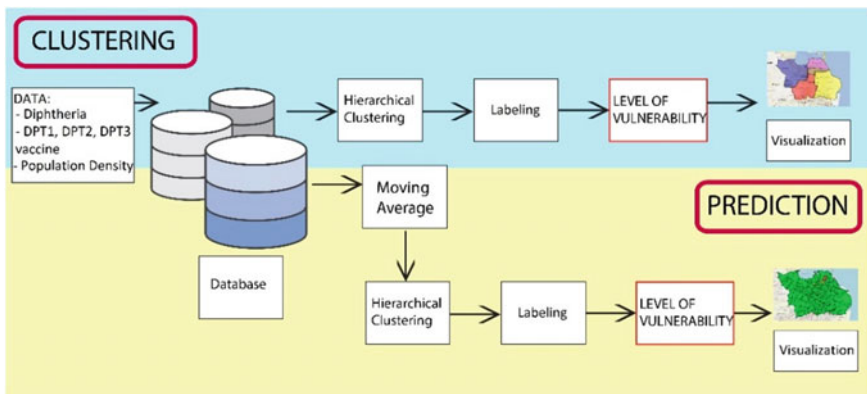 CLUSTERING
DATA:
- Diphtheria
- DPT1, DPT2, DPT3
vaccine
- Population Density
Hierarchical
Clustering
Labeling
LEVEL OF
VULNERABILITY
Visualization
Database
Moving
Average
PREDICTION
Hierarchical
Clustering
Labeling
LEVEL OF
VULNERABILITY
Visualization